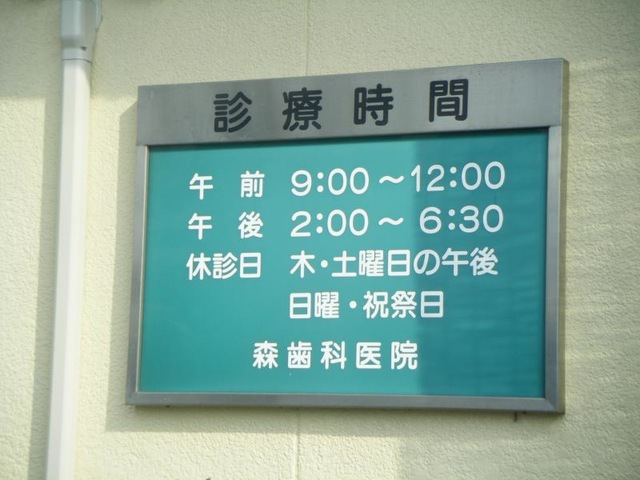 診療時間
午前 9:00～12:00
午後 2:00～ 6:30
休診日 木・土曜日の午後
日曜・祝祭日
森歯科医院